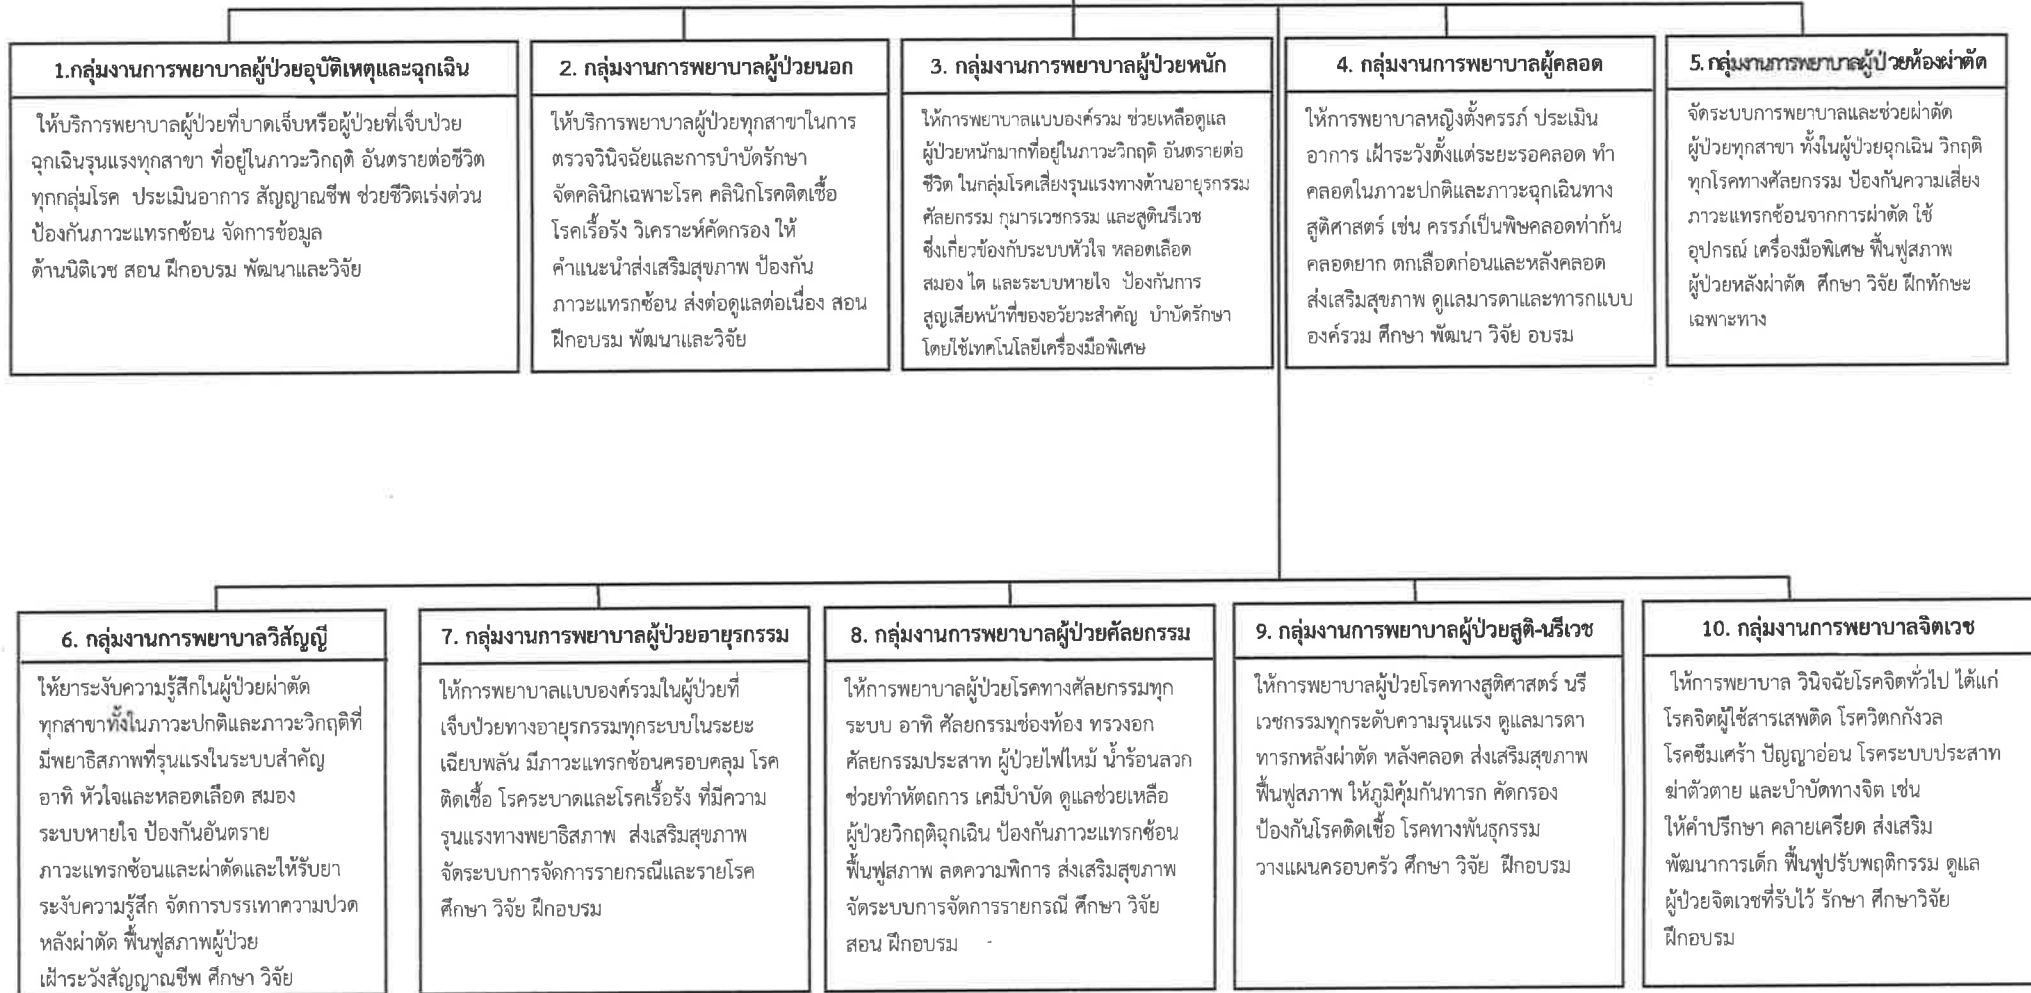 1.กลุ่มงานการพยาบาลผู้ป่วยอุบัติเหตุและฉุกเฉิน
ให้บริการพยาบาลผู้ป่วยที่บาดเจ็บหรือผู้ป่วยที่เจ็บป่วย
ฉุกเฉินรุนแรงทุกสาขา ที่อยู่ในภาวะวิกฤติ อันตรายต่อชีวิต
ทุกกลุ่มโรค ประเมินอาการ สัญญาณชีพ ช่วยชีวิตเร่งด่วน
ป้องกันภาวะแทรกซ้อน จัดการข้อมูล
ด้านนิติเวช สอน ฝึกอบรม พัฒนาและวิจัย
2. กลุ่มงานการพยาบาลผู้ป่วยนอก
ให้บริการพยาบาลผู้ป่วยทุกสาขาในการ
ตรวจวินิจฉัยและการบำบัดรักษา
จัดคลินิกเฉพาะโรค คลินิกโรคติดเชื้อ
โรคเรื้อรัง วิเคราะห์คัดกรอง ให้
คำแนะนำส่งเสริมสุขภาพ ป้องกัน
ภาวะแทรกซ้อน ส่งต่อดูแลต่อเนื่อง สอน
ฝึกอบรม พัฒนาและวิจัย
3. กลุ่มงานการพยาบาลผู้ป่วยหนัก
ให้การพยาบาลแบบองค์รวม ช่วยเหลือดูแล
ผู้ป่วยหนักมากที่อยู่ในภาวะวิกฤติ อันตรายต่อ
ชีวิต ในกลุ่มโรคเสี่ยงรุนแรงทางด้านอายุรกรรม
ศัลยกรรม กุมารเวชกรรม และสูตินรีเวช
ซึ่งเกี่ยวข้องกับระบบหัวใจ หลอดเลือด
สมอง ไต และระบบหายใจ ป้องกันการ
สูญเสียหน้าที่ของอวัยวะสำคัญ บำบัดรักษา
โดยใช้เทคโนโลยีเครื่องมือพิเศษ
4. กลุ่มงานการพยาบาลผู้คลอด
ให้การพยาบาลหญิงตั้งครรภ์ ประเมิน
อาการ เฝ้าระวังตั้งแต่ระยะรอคลอด ทำ
คลอดในภาวะปกติและภาวะฉุกเฉินทาง
สูติศาสตร์ เช่น ครรภ์เป็นพิษคลอดท่าก้น
คลอดยาก ตกเลือดก่อนและหลังคลอด
ส่งเสริมสุขภาพ ดูแลมารดาและทารกแบบ
องค์รวม ศึกษา พัฒนา วิจัย อบรม
5. กลุ่มงานการพยาบาลผู้ป่วยห้องผ่าตัด
จัดระบบการพยาบาลและช่วยผ่าตัด
ผู้ป่วยทุกสาขา ทั้งในผู้ป่วยฉุกเฉิน วิกฤติ
ทุกโรคทางศัลยกรรม ป้องกันความเสี่ยง
ภาวะแทรกซ้อนจากการผ่าตัด ใช้
อุปกรณ์ เครื่องมือพิเศษ ฟื้นฟูสภาพ
ผู้ป่วยหลังผ่าตัด ศึกษา วิจัย ฝึกทักษะ
เฉพาะทาง
6. กลุ่มงานการพยาบาลวิสัญญี
ให้ยาระงับความรู้สึกในผู้ป่วยผ่าตัด
ทุกสาขาทั้งในภาวะปกติและภาวะวิกฤติที่
มีพยาธิสภาพที่รุนแรงในระบบสำคัญ
อาทิ หัวใจและหลอดเลือด สมอง
ระบบหายใจ ป้องกันอันตราย
ภาวะแทรกซ้อนและผ่าตัดและให้รับยา
ระงับความรู้สึก จัดการบรรเทาความปวด
หลังผ่าตัด ฟื้นฟูสภาพผู้ป่วย
เฝ้าระวังสัญญาณชีพ ศึกษา วิจัย
7. กลุ่มงานการพยาบาลผู้ป่วยอายุรกรรม
ให้การพยาบาลแบบองค์รวมในผู้ป่วยที่
เจ็บป่วยทางอายุรกรรมทุกระบบในระยะ
เฉียบพลัน มีภาวะแทรกซ้อนครอบคลุม โรค
ติดเชื้อ โรคระบาดและโรคเรื้อรัง ที่มีความ
รุนแรงทางพยาธิสภาพ ส่งเสริมสุขภาพ
จัดระบบการจัดการรายกรณีและรายโรค
ศึกษา วิจัย ฝึกอบรม
8. กลุ่มงานการพยาบาลผู้ป่วยศัลยกรรม
ให้การพยาบาลผู้ป่วยโรคทางศัลยกรรมทุก
ระบบ อาทิ ศัลยกรรมช่องท้อง ทรวงอก
ศัลยกรรมประสาท ผู้ป่วยไฟไหม้ น้ำร้อนลวก
ช่วยทำหัตถการ เคมีบำบัด ดูแลช่วยเหลือ
ผู้ป่วยวิกฤติฉุกเฉิน ป้องกันภาวะแทรกซ้อน
ฟื้นฟูสภาพ ลดความพิการ ส่งเสริมสุขภาพ
จัดระบบการจัดการรายกรณี ศึกษา วิจัย
สอน ฝึกอบรม
9. กลุ่มงานการพยาบาลผู้ป่วยสูติ-นรีเวช
ให้การพยาบาลผู้ป่วยโรคทางสูติศาสตร์ นรี
เวชกรรมทุกระดับความรุนแรง ดูแลมารดา
ทารกหลังผ่าตัด หลังคลอด ส่งเสริมสุขภาพ
ฟื้นฟูสภาพ ให้ภูมิคุ้มกันทารก คัดกรอง
ป้องกันโรคติดเชื้อ โรคทางพันธุกรรม
วางแผนครอบครัว ศึกษา วิจัย ฝึกอบรม
10. กลุ่มงานการพยาบาลจิตเวช
ให้การพยาบาล วินิจฉัยโรคจิตทั่วไป ได้แก่
โรคจิตผู้ใช้สารเสพติด โรควิตกกังวล
โรคซึมเศร้า ปัญญาอ่อน โรคระบบประสาท
ฆ่าตัวตาย และบำบัดทางจิต เช่น
ให้คำปรึกษา คลายเครียด ส่งเสริม
พัฒนาการเด็ก ฟื้นฟูปรับพฤติกรรม ดูแล
ผู้ป่วยจิตเวชที่รับไว้ รักษา ศึกษาวิจัย
ฝึกอบรม